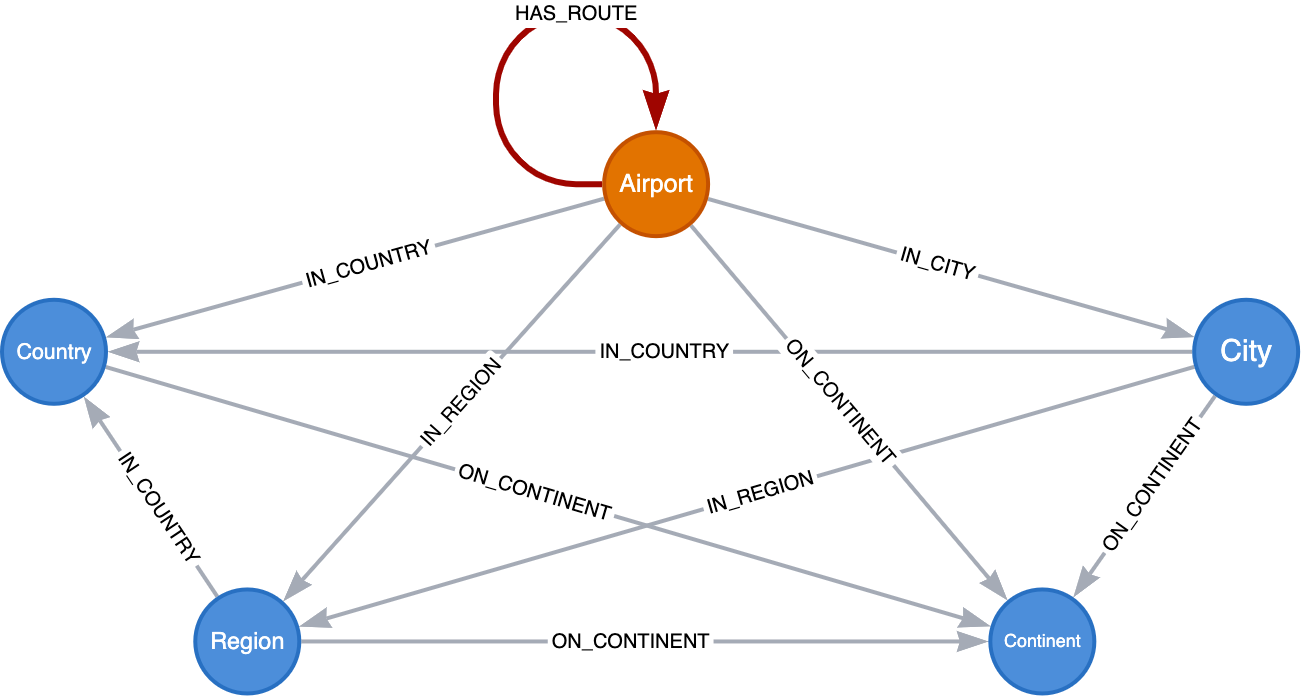 HAS_ROUTE
Airport
IN_COUNTRY
IN_CITY
Country
IN_COUNTRY
City
IN_REGION
ON_CONTINENT
ON_CONTINENT
IN_REGION
ON_CONTINENT
IN_COUNTRY
Region
ON_CONTINENT
Continent